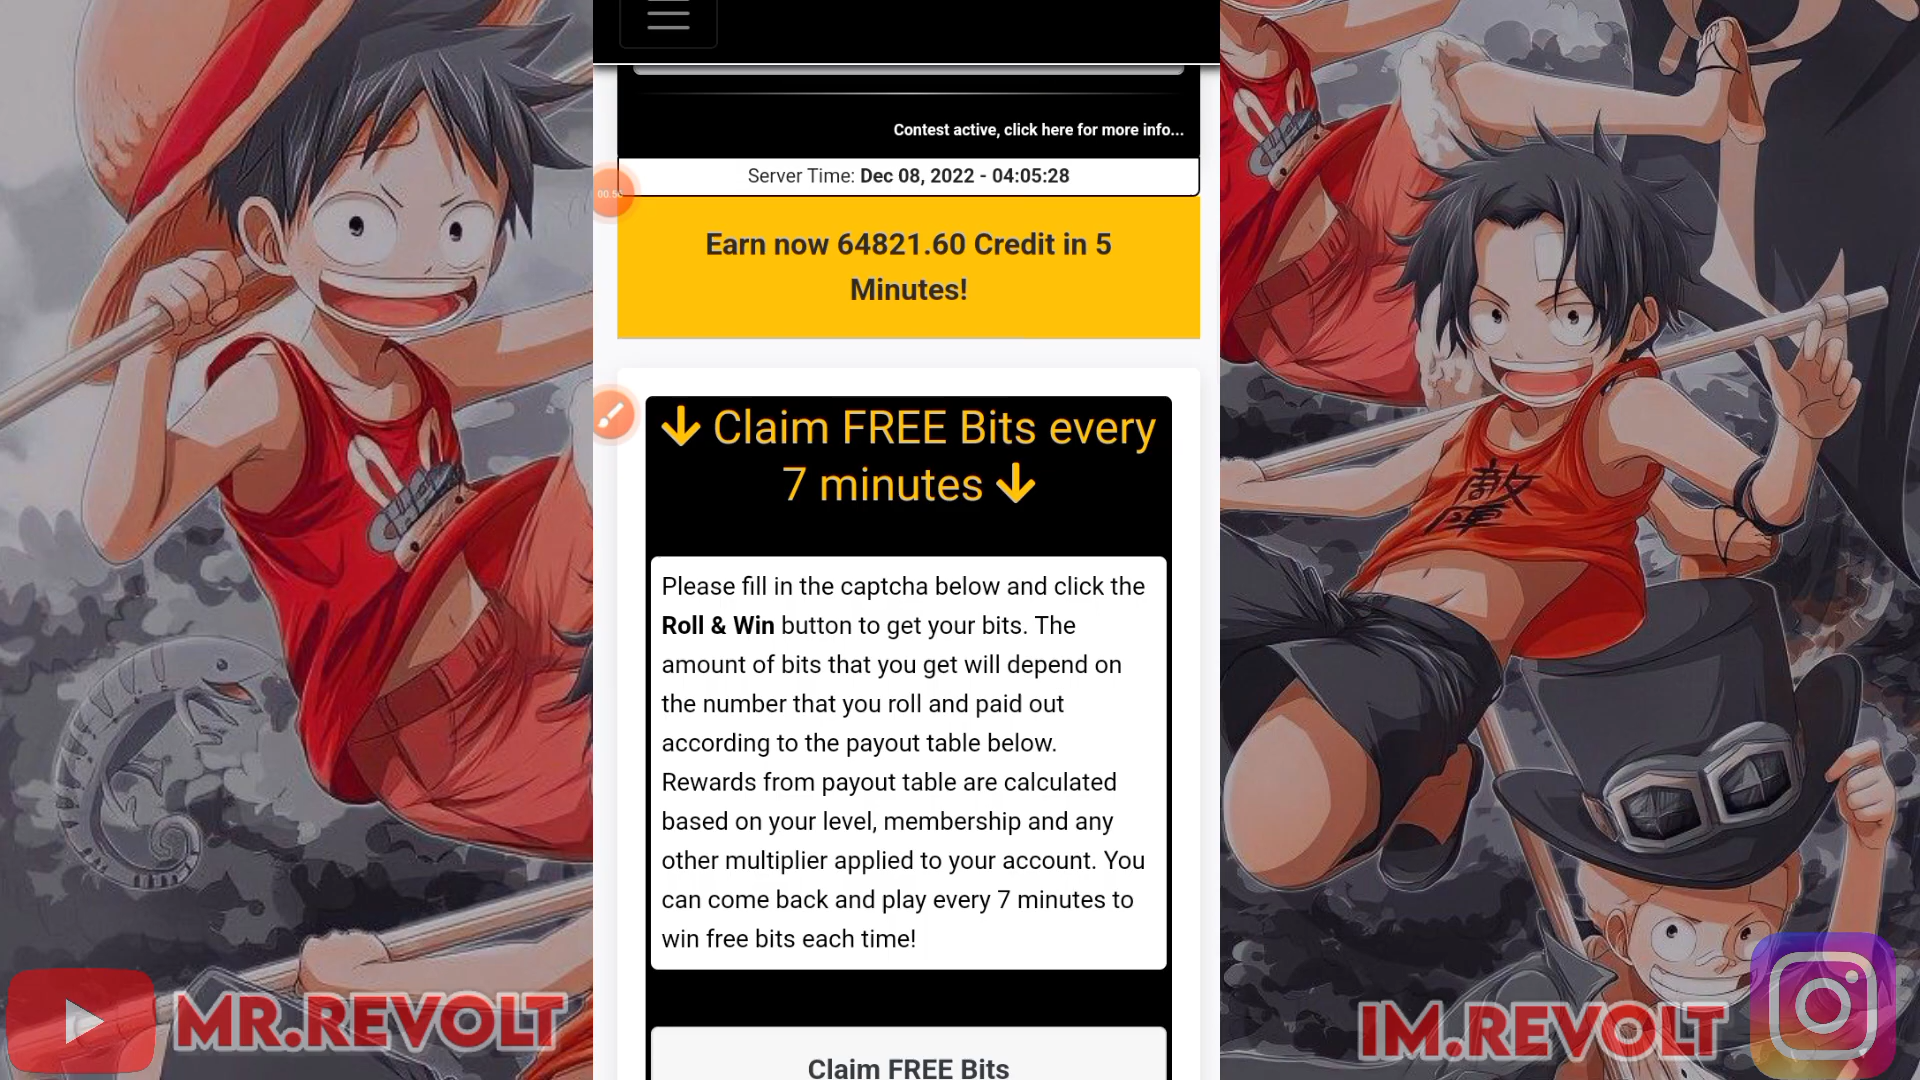 Contest active, click here for more info...
Server Time: Dec 08, 2022 - 04:05:28
Earn now 64821.60 Credit in 5
Minutes!
Claim FREE Bits every
7 minutes
Please fill in the captcha below and click the
Roll & Win button to get your bits. The
amount of bits that you get will depend on
the number that you roll and paid out
according to the payout table below.
Rewards from payout table are calculated
based on your level, membership and any
other multiplier applied to your account. You
can come back and play every 7 minutes to
win free bits each time!
Claim FREE Bits
MR.REVOLT
IM.REVOLT